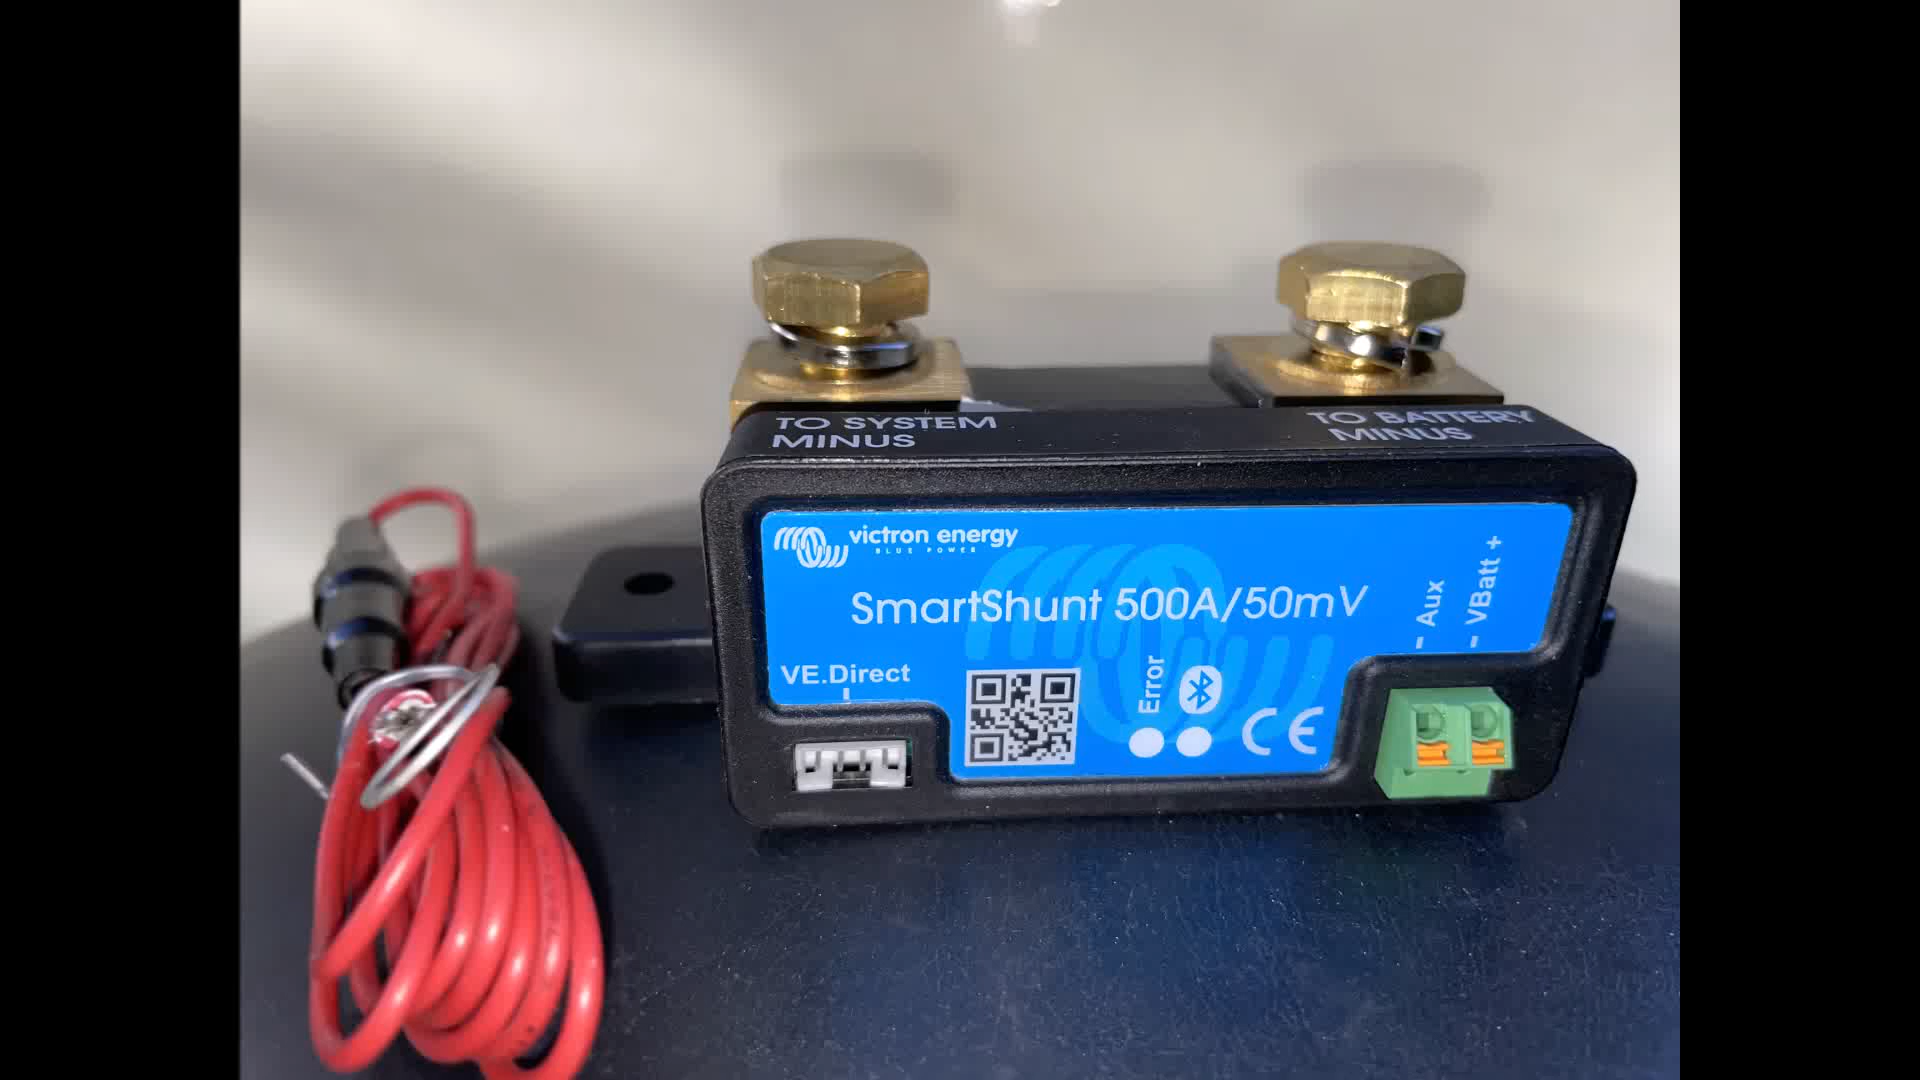 TO SYSTEM
MINUS
TO BATTERY
MINUS
victron energy
BLUE POWER
SmartShunt 500A/50mV
VE.Direct
Error
CE
- Aux
- VBatt +